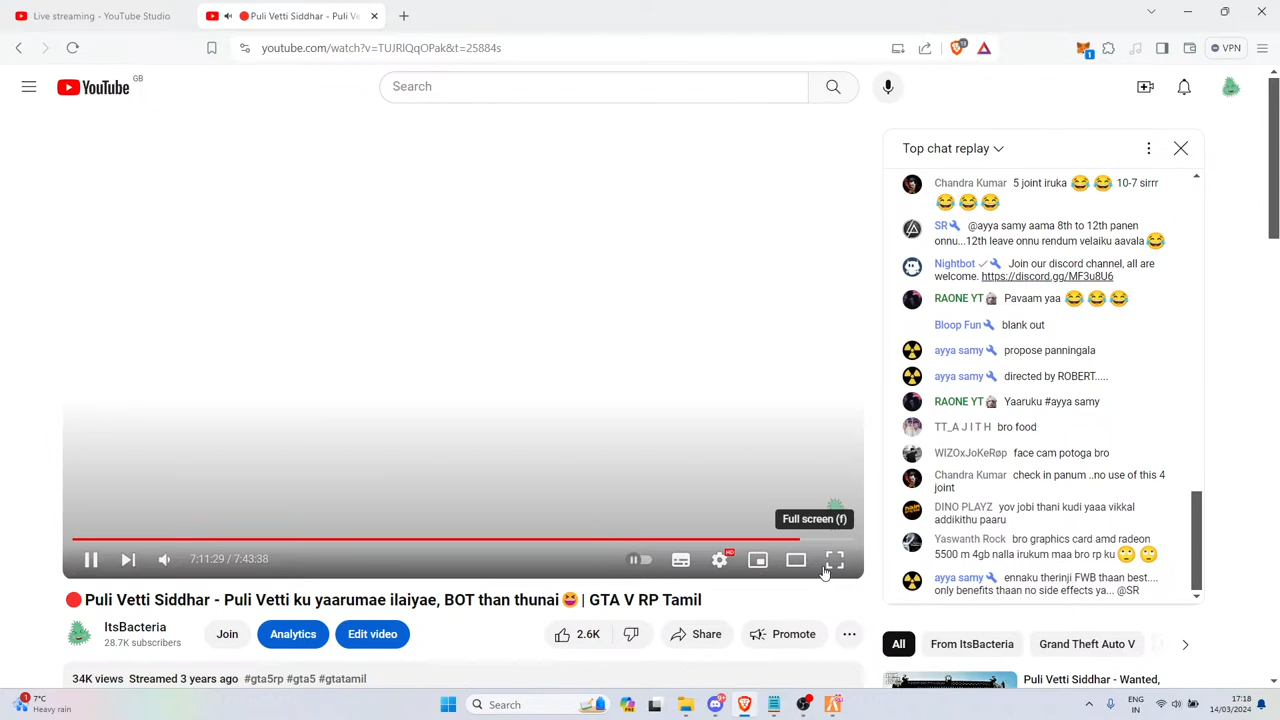 Live streaming - YouTube Studio
Puli Vetti Siddhar - Puli Ve
youtube.com/watch?v=TUJRlQqOPak&t=25884s
13
1
VPN
YouTube
GB
Search
Top chat replay
Chandra Kumar 5 joint iruka 😂 😂 10-7 sirrr
😂 😂 😂
SR @ayya samy aama 8th to 12th panen
onnu...12th leave onnu rendum velaiku aavala 😂
Nightbot Join our discord channel, all are
welcome. https://discord.gg/MF3u8U6
RAONE YT Pavaam yaa 😂 😂 😂
Bloop Fun blank out
ayya samy propose panningala
ayya samy directed by ROBERT.....
RAONE YT Yaaruku #ayya samy
TT_A J I T H bro food
WIZOxJoKeRøp face cam potoga bro
Chandra Kumar check in panum ..no use of this 4
joint
DINO PLAYZ yov jobi thani kudi yaaa vikkal
addikithu paaru
Yaswanth Rock bro graphics card amd radeon
5500 m 4gb nalla irukum maa bro rp ku 🙄 🙄
ayya samy ennaku therinji FWB thaan best....
only benefits thaan no side effects ya... @SR
Full screen (f)
7:11:29 / 7:43:38
HD
🔴Puli Vetti Siddhar - Puli Vetti ku yaarumae ilaiyae, BOT than thunai😆| GTA V RP Tamil
ItsBacteria
28.7K subscribers
Join
Analytics
Edit video
2.6K
Share
Promote
All
From ItsBacteria
Grand Theft Auto V
34K views Streamed 3 years ago #gta5rp #gta5 #gtatamil
Puli Vetti Siddhar - Wanted,
1
7°C
Heavy rain
Search
ENG
IN
17:18
14/03/2024